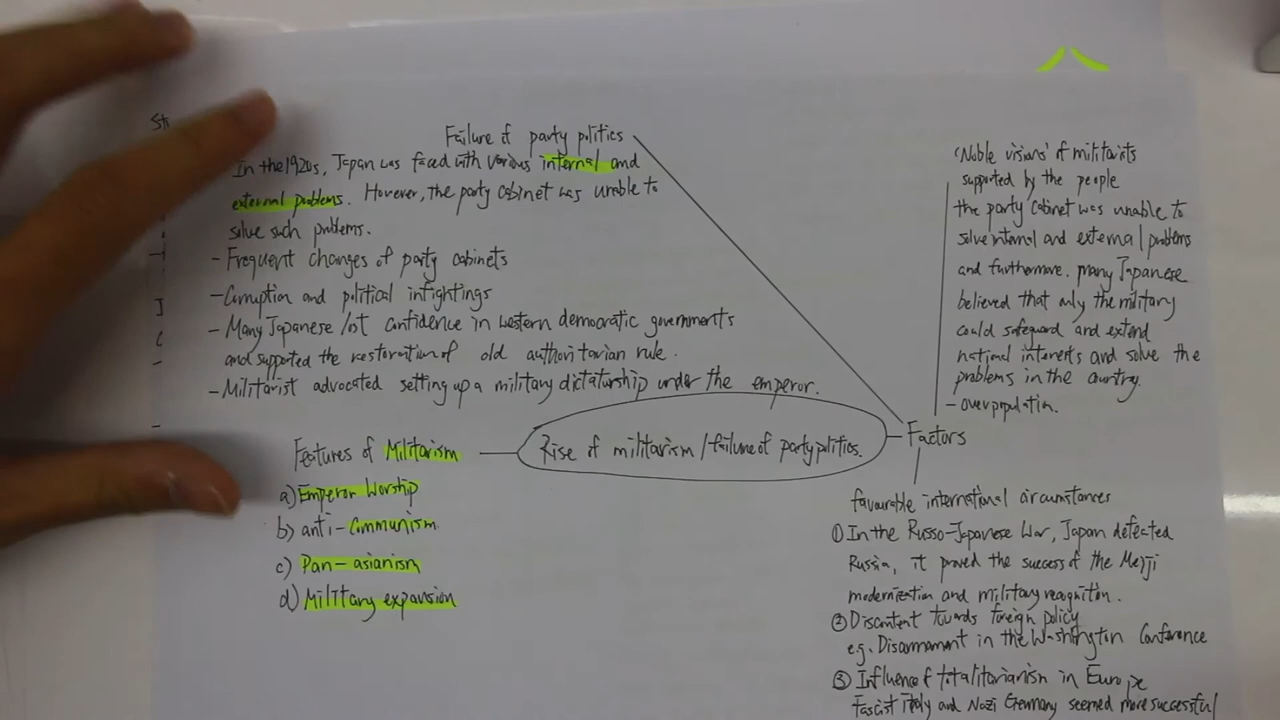 Failure of party politics
In the 1920s, Japan was faced with various internal and
external problems. However, the party cabinet was unable to
solve such problems.
- Frequent changes of party cabinets
- Corruption and political infightings
- Many Japanese lost confidence in western democratic governments
and supported the restoration of old authoritarian rule.
- Militarist advocated setting up a military dictatorship under the emperor.
Rise of militarism / failure of party politics.
Features of Militarism
a) Emperor Worship
b) anti-Communism
c) Pan-asianism
d) Military expansion
Factors
'Noble visions' of militarists
supported by the people
the party cabinet was unable to
solve internal and external problems
and furthermore, many Japanese
believed that only the military
could safeguard and extend
national interests and solve the
problems in the country.
- overpopulation.
favourable international circumstances
① In the Russo-Japanese War, Japan defeated
Russia, it proved the success of the Meiji
modernization and military recognition.
② Discontent towards foreign policy
e.g. Disarmament in the Washington Conference
③ Influence of totalitarianism in Europe
Fascist Italy and Nazi Germany seemed more successful